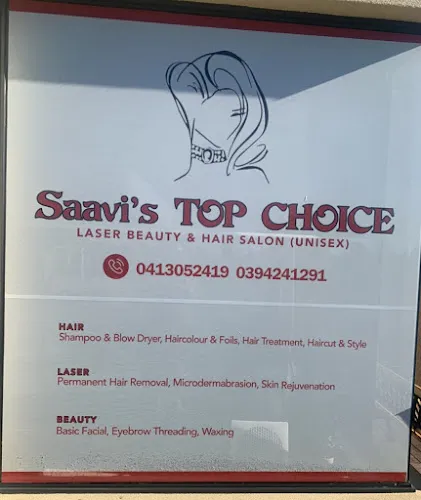 Saavi's TOP CHOICE
LASER BEAUTY & HAIR SALON (UNISEX)
0413052419 0394241291
HAIR
Shampoo & Blow Dryer, Haircolour & Foils, Hair Treatment, Haircut & Style
LASER
Permanent Hair Removal, Microdermabrasion, Skin Rejuvenation
BEAUTY
Basic Facial, Eyebrow Threading, Waxing